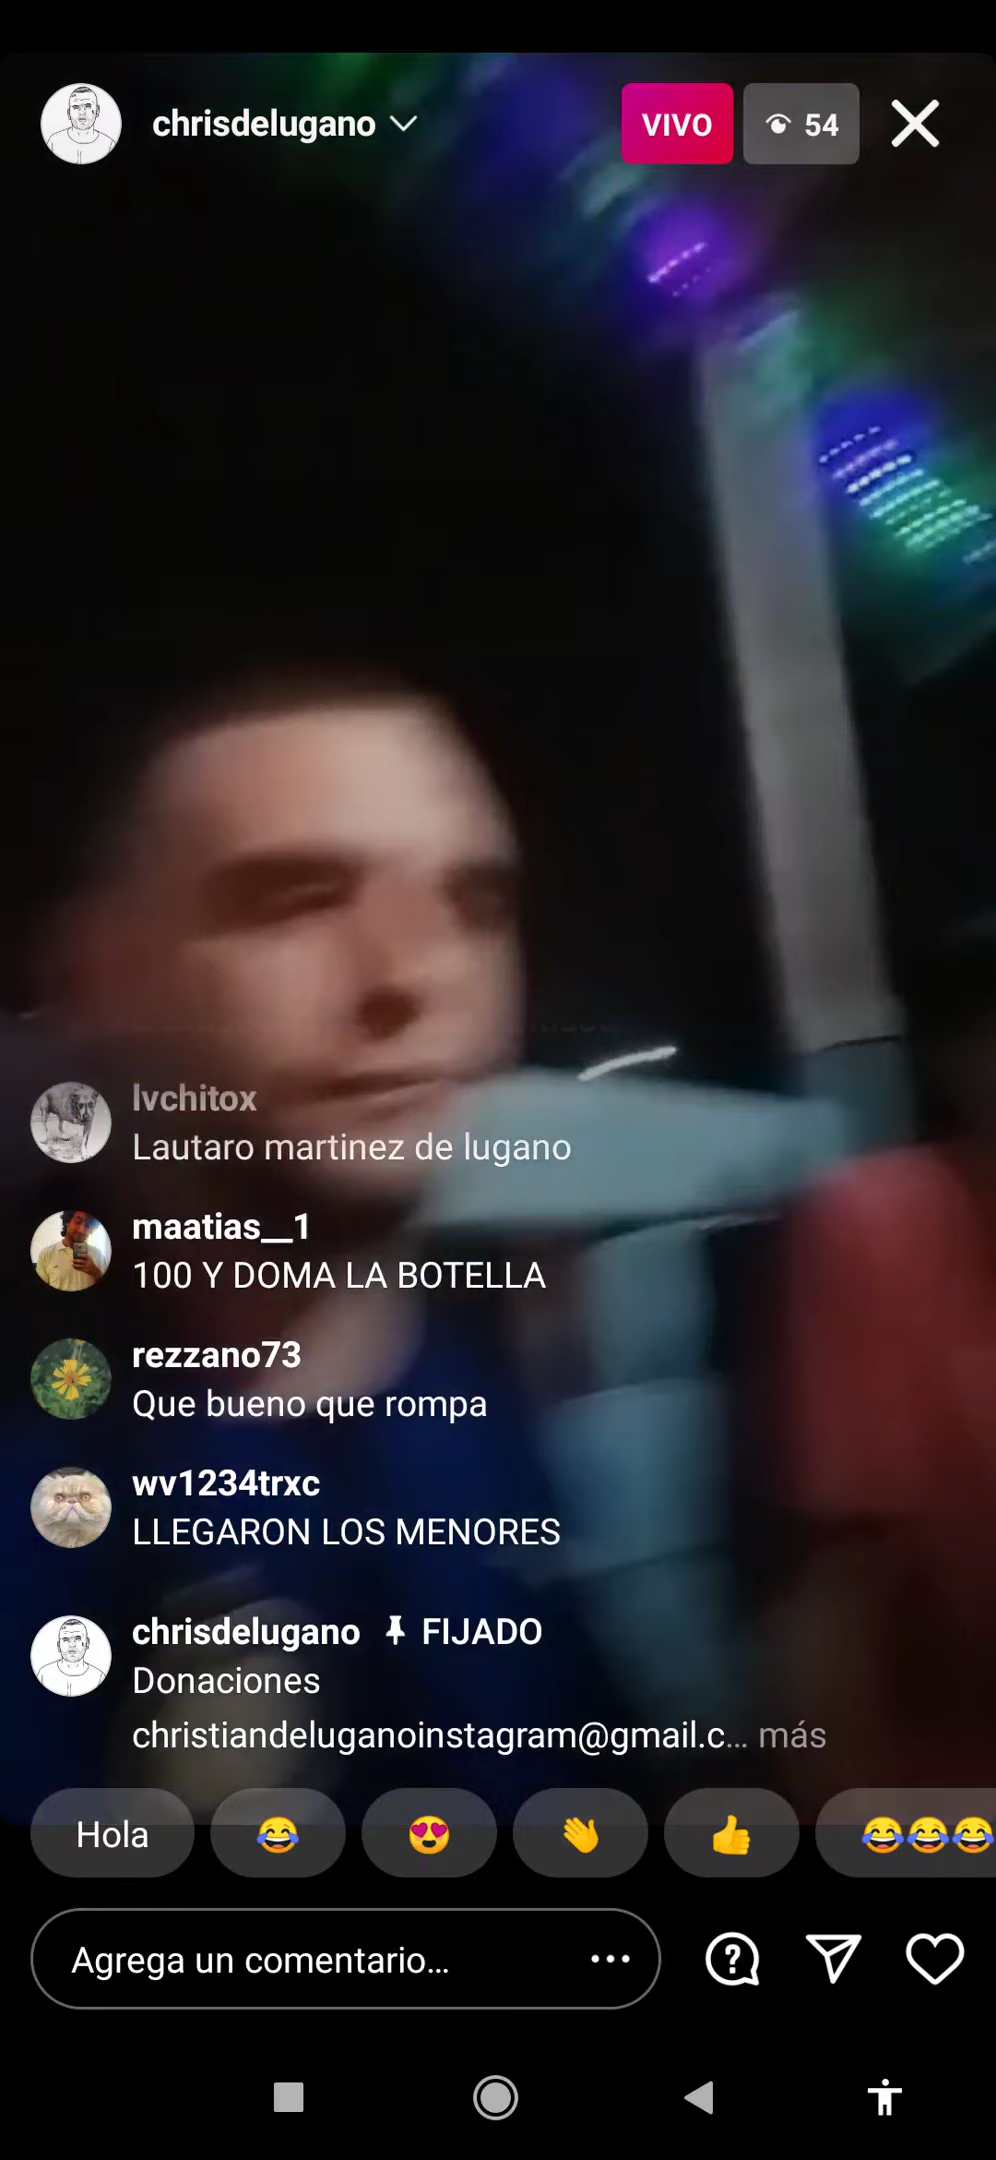 chrisdelugano
VIVO
54
lvchitox
Lautaro martinez de lugano
maatias__1
100 Y DOMA LA BOTELLA
rezzano73
Que bueno que rompa
wv1234trxc
LLEGARON LOS MENORES
chrisdelugano FIJADO
Donaciones
christiandeluganoinstagram@gmail.c... más
Hola
Agrega un comentario...